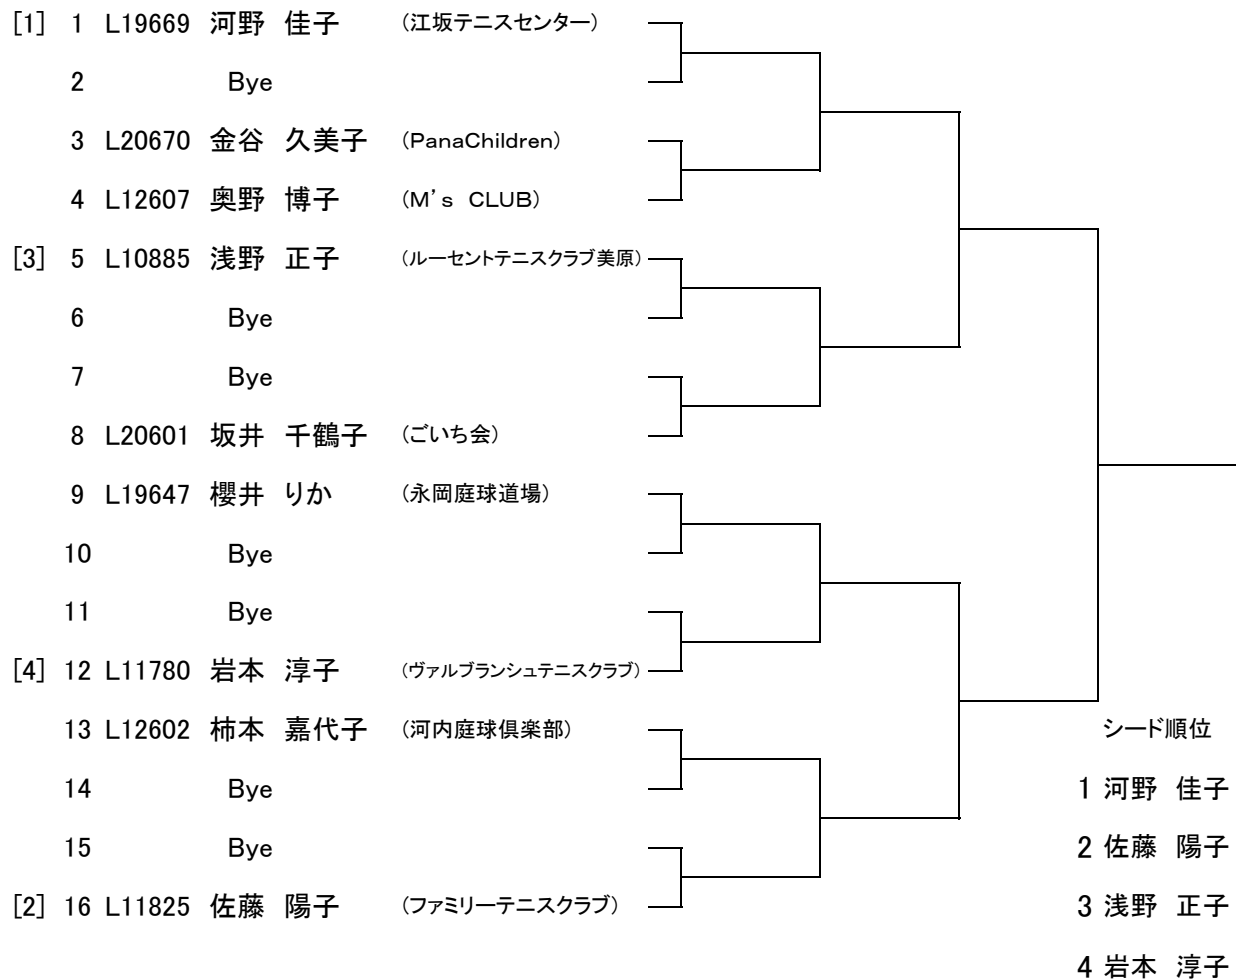 [1] 1 L19669 河野 佳子 (江坂テニスセンター)
2 Bye
3 L20670 金谷 久美子 (PanaChildren)
4 L12607 奥野 博子 (M's CLUB)
[3] 5 L10885 浅野 正子 (ルーセントテニスクラブ美原)
6 Bye
7 Bye
8 L20601 坂井 千鶴子 (ごいち会)
9 L19647 櫻井 りか (永岡庭球道場)
10 Bye
11 Bye
[4] 12 L11780 岩本 淳子 (ヴァルブランシュテニスクラブ)
13 L12602 柿本 嘉代子 (河内庭球倶楽部)
14 Bye
15 Bye
[2] 16 L11825 佐藤 陽子 (ファミリーテニスクラブ)
シード順位
1 河野 佳子
2 佐藤 陽子
3 浅野 正子
4 岩本 淳子